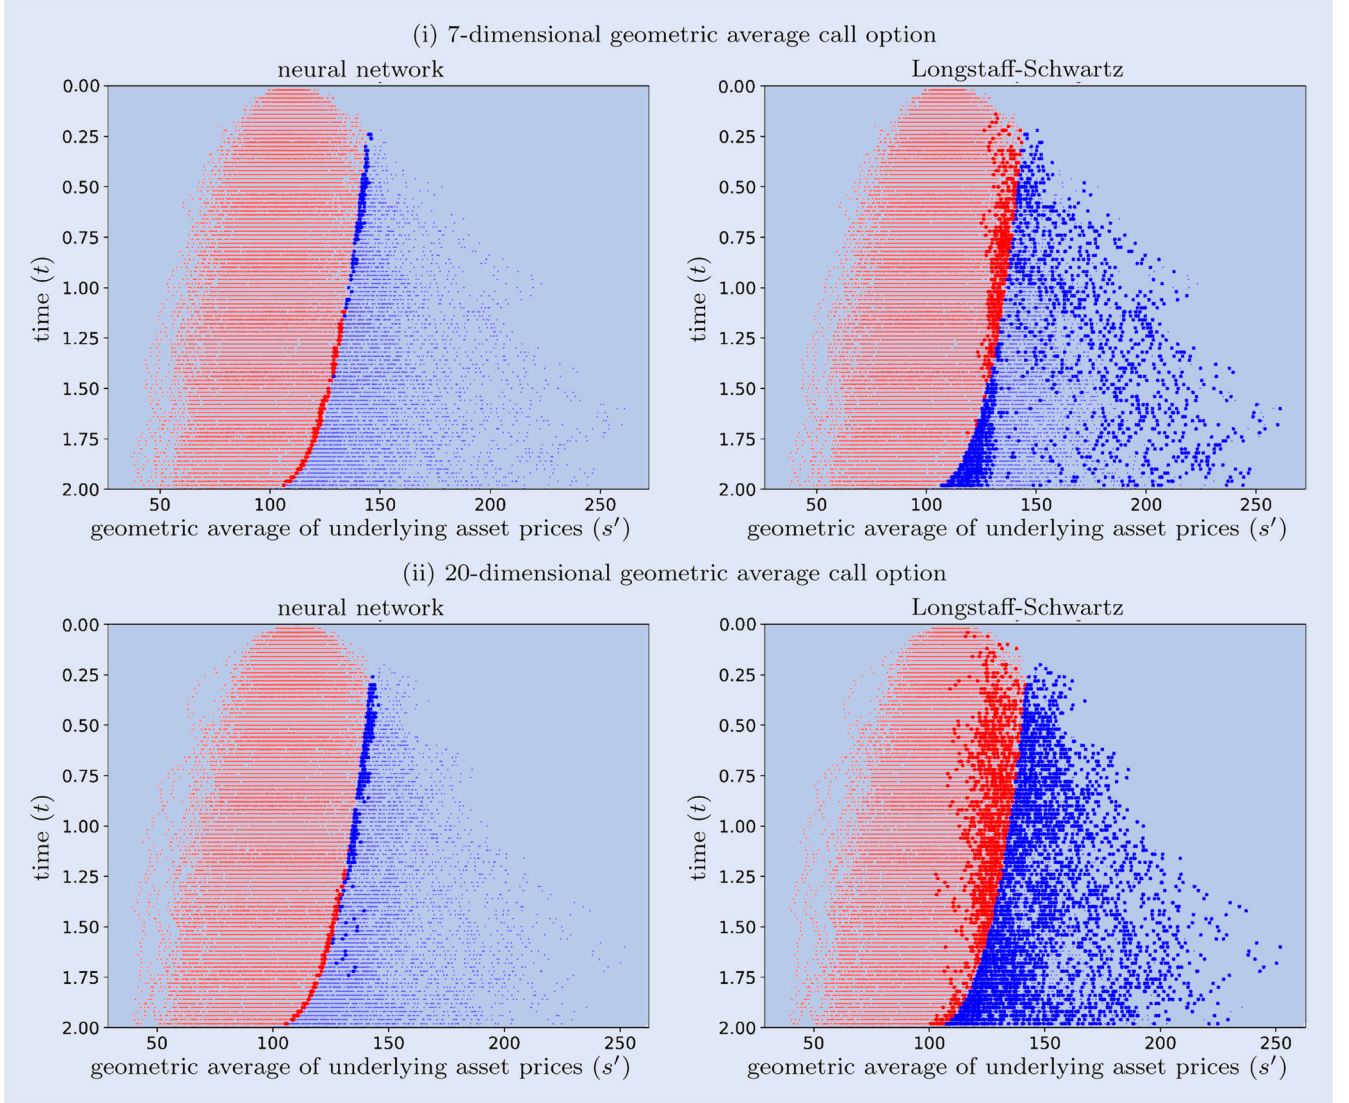 (i) 7-dimensional geometric average call option
neural network
Longstaff-Schwartz
0.00
0.25
0.50
0.75
1.00
1.25
1.50
1.75
2.00
time (t)
50 100 150 200 250
geometric average of underlying asset prices (s′)
0.00
0.25
0.50
0.75
1.00
1.25
1.50
1.75
2.00
time (t)
50 100 150 200 250
geometric average of underlying asset prices (s′)
(ii) 20-dimensional geometric average call option
neural network
Longstaff-Schwartz
0.00
0.25
0.50
0.75
1.00
1.25
1.50
1.75
2.00
time (t)
50 100 150 200 250
geometric average of underlying asset prices (s′)
0.00
0.25
0.50
0.75
1.00
1.25
1.50
1.75
2.00
time (t)
50 100 150 200 250
geometric average of underlying asset prices (s′)